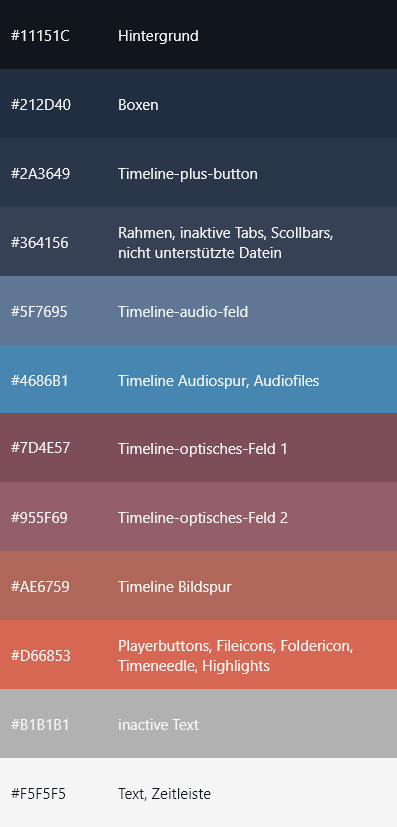 #11151C Hintergrund
#212D40 Boxen
#2A3649 Timeline-plus-button
#364156 Rahmen, inaktive Tabs, Scollbars,
nicht unterstützte Datein
#5F7695 Timeline-audio-feld
#4686B1 Timeline Audiospur, Audiofiles
#7D4E57 Timeline-optisches-Feld 1
#955F69 Timeline-optisches-Feld 2
#AE6759 Timeline Bildspur
#D66853 Playerbuttons, Fileicons, Foldericon,
Timeneedle, Highlights
#B1B1B1 inactive Text
#F5F5F5 Text, Zeitleiste